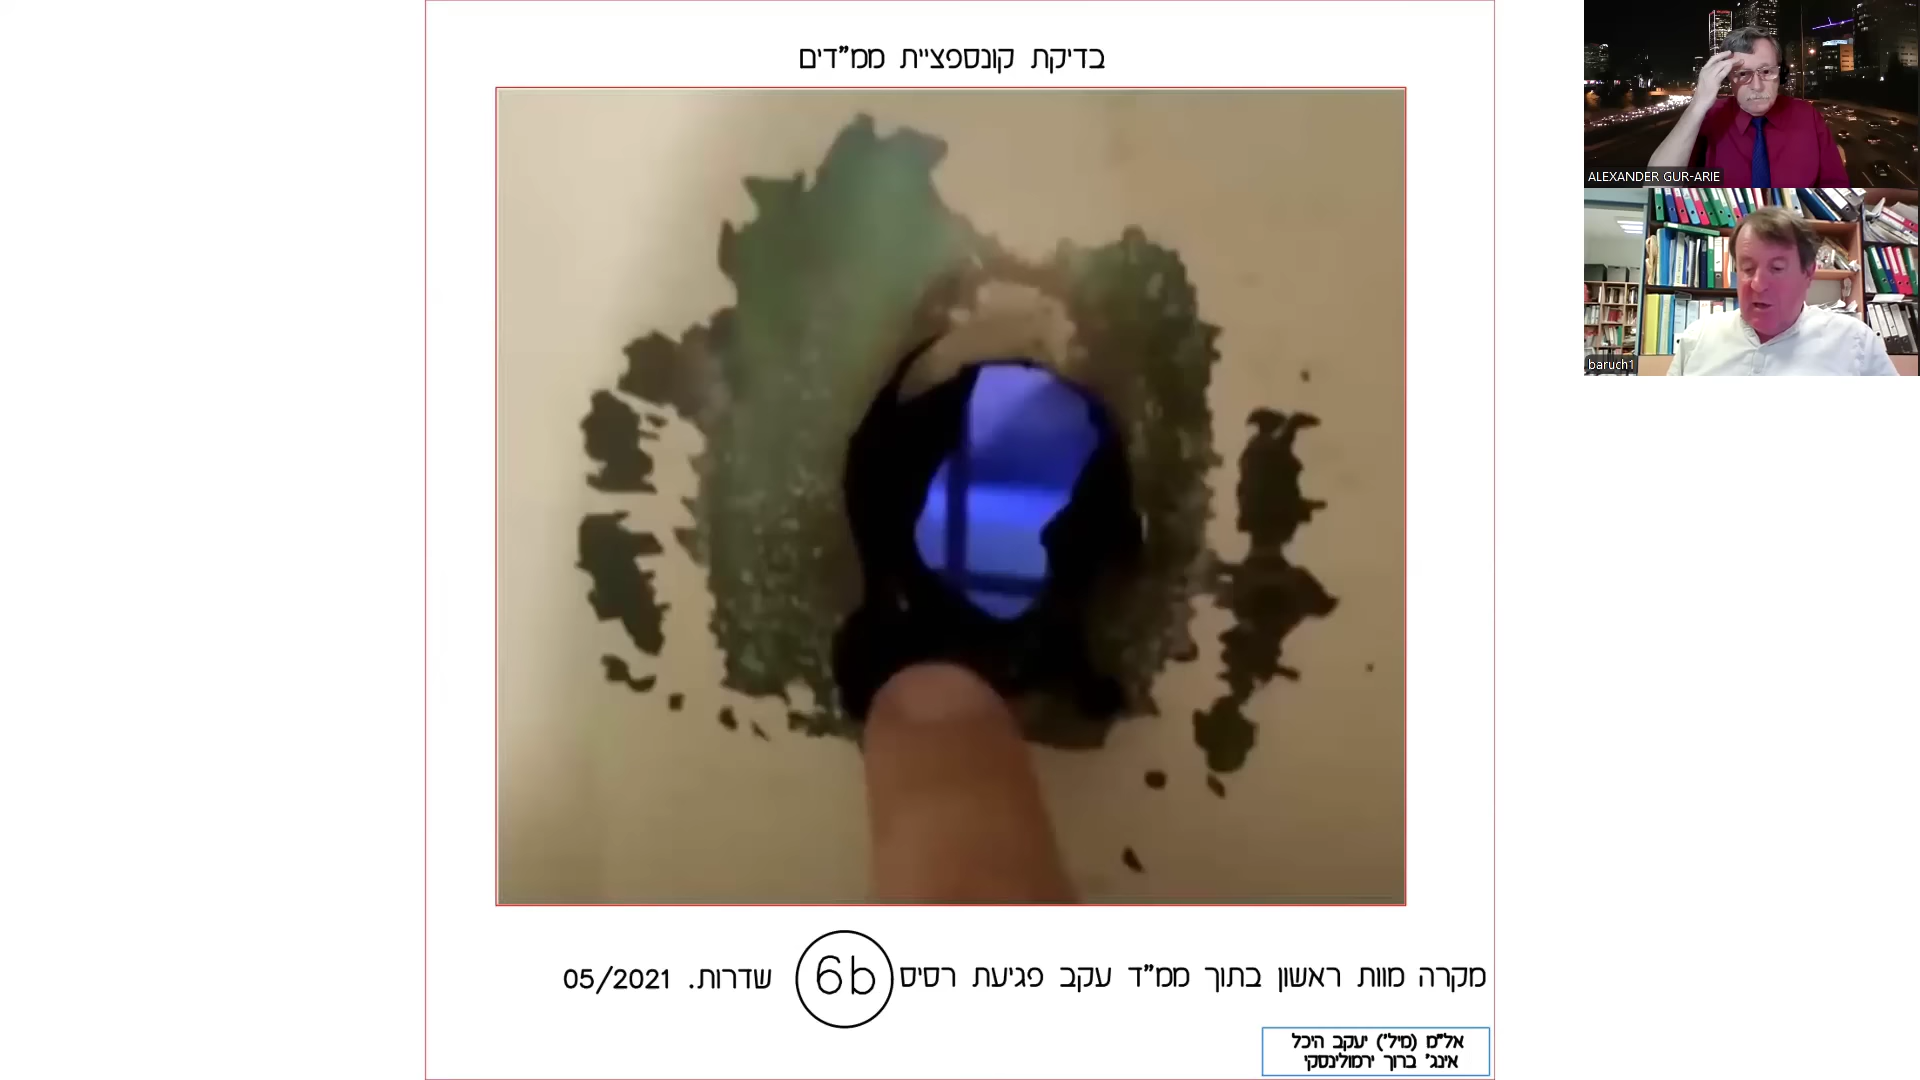 בדיקת קונספציית ממ"דים
מקרה מוות ראשון בתוך ממ"ד עקב פגיעת רסיס 6b שדרות. 05/2021
אל"מ (מיל') יעקב היכל
אינג' ברוך ירמולינסקי
ALEXANDER GUR-ARIE
baruch1